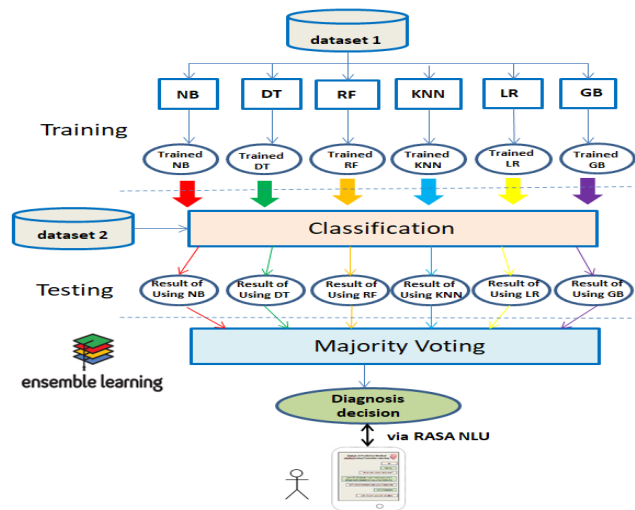 dataset 1
NB DT RF KNN LR GB
Training
Trained NB
Trained DT
Trained RF
Trained KNN
Trained LR
Trained GB
dataset 2
Classification
Testing
Result of Using NB
Result of Using DT
Result of Using RF
Result of Using KNN
Result of Using LR
Result of Using GB
ensemble learning
Majority Voting
Diagnosis
decision
via RASA NLU